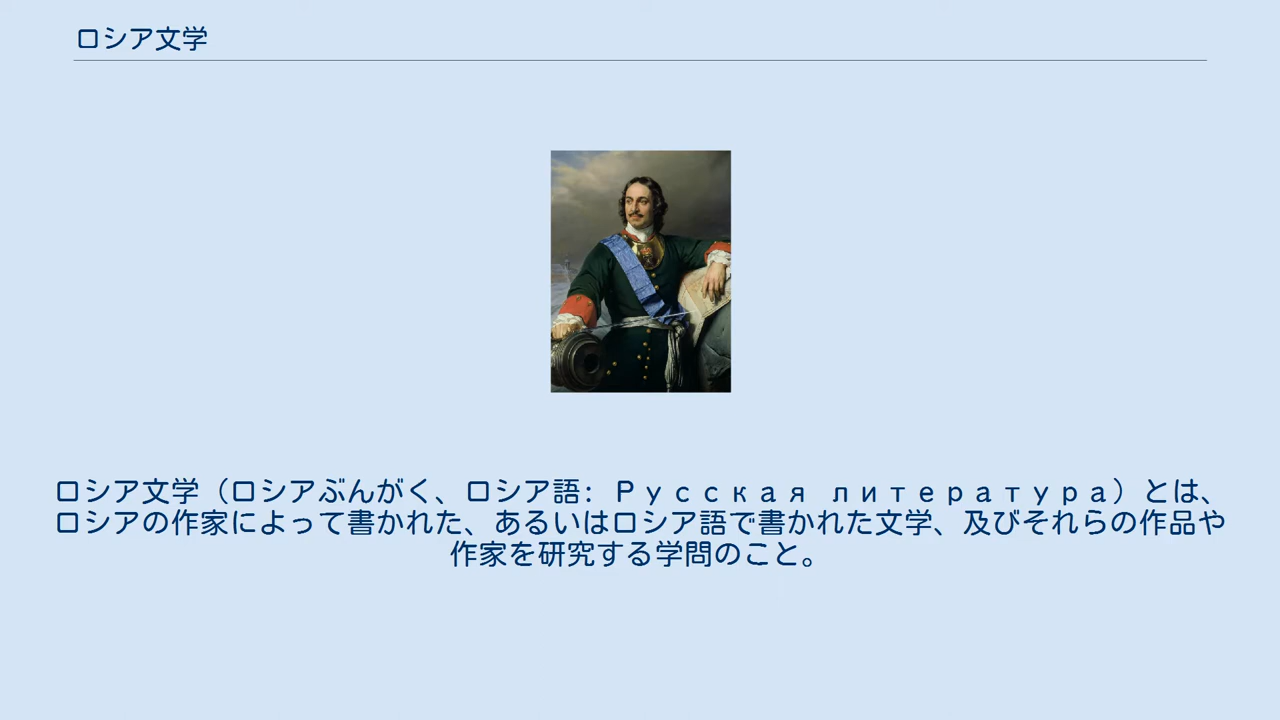 ロシア文学
ロシア文学（ロシアぶんがく、ロシア語：Русская литература）とは、
ロシアの作家によって書かれた、あるいはロシア語で書かれた文学、及びそれらの作品や
作家を研究する学問のこと。